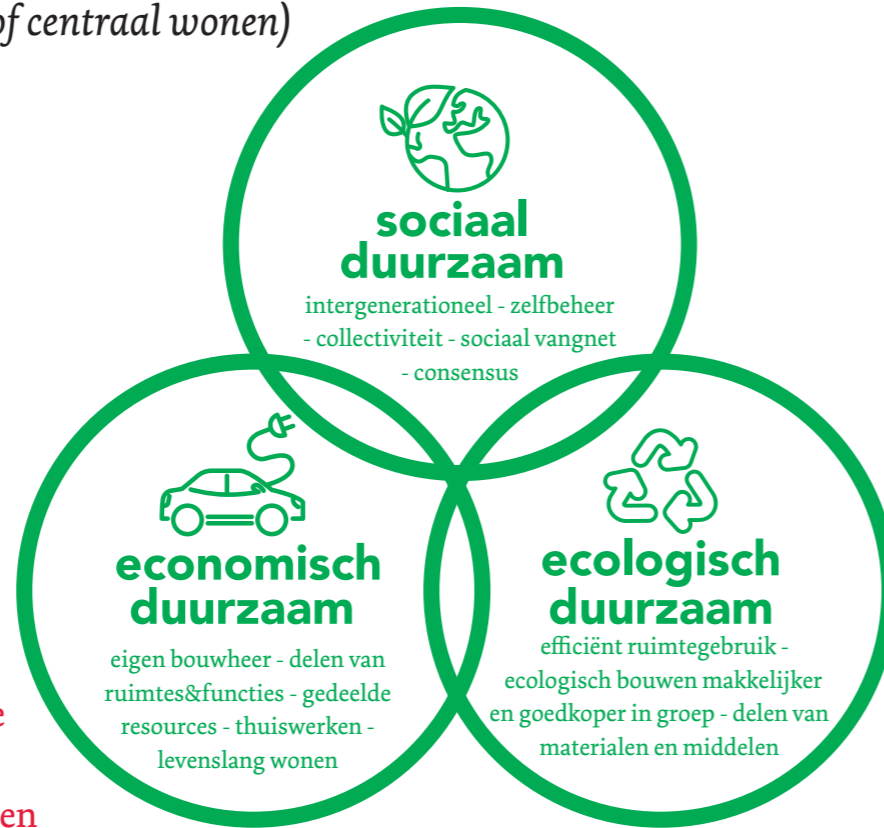 of centraal wonen)
sociaal
duurzaam
intergenerationeel - zelfbeheer
- collectiviteit - sociaal vangnet
- consensus
economisch
duurzaam
eigen bouwheer - delen van
ruimtes&functies - gedeelde
resources - thuiswerken -
levenslang wonen
ecologisch
duurzaam
efficiënt ruimtegebruik -
ecologisch bouwen makkelijker
en goedkoper in groep - delen van
materialen en middelen
e
en